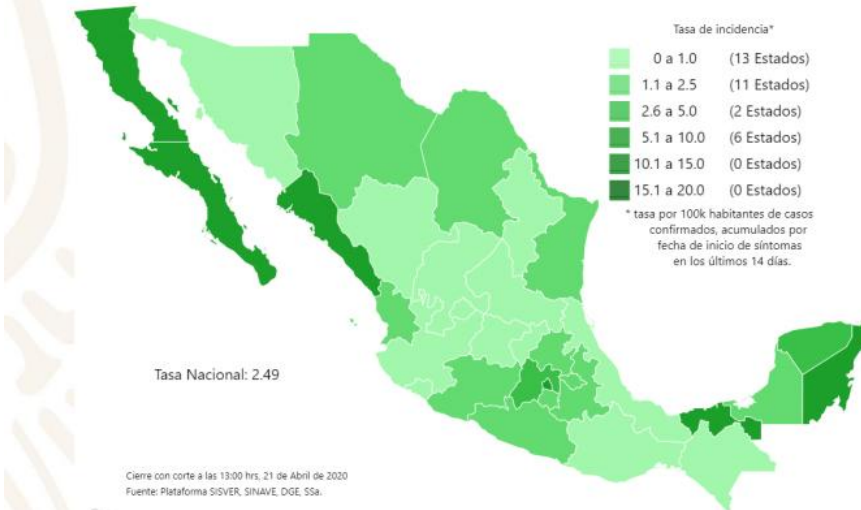 Tasa de incidencia*
0 a 1.0 (13 Estados)
1.1 a 2.5 (11 Estados)
2.6 a 5.0 (2 Estados)
5.1 a 10.0 (6 Estados)
10.1 a 15.0 (0 Estados)
15.1 a 20.0 (0 Estados)
* tasa por 100k habitantes de casos
confirmados, acumulados por
fecha de inicio de síntomas
en los últimos 14 días.
Tasa Nacional: 2.49
Cierre con corte a las 13:00 hrs, 21 de Abril de 2020
Fuente: Plataforma SISVER, SINAVE, DGE, SSa.